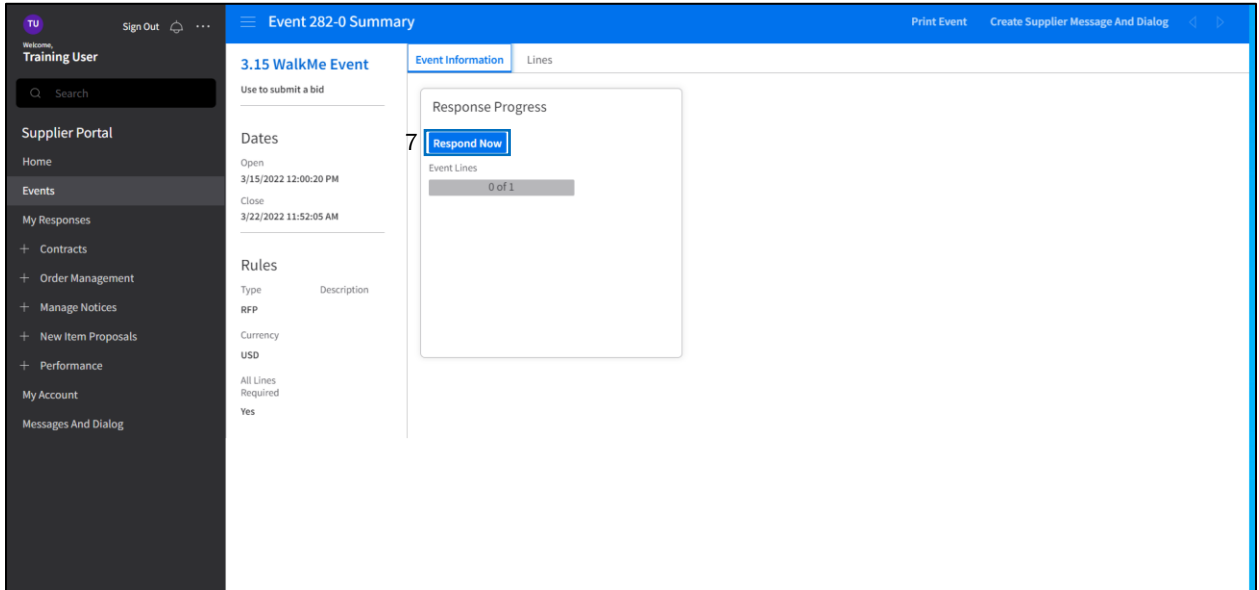 TU
Sign Out
Welcome,
Training User
Search
Supplier Portal
Home
Events
My Responses
+ Contracts
+ Order Management
+ Manage Notices
+ New Item Proposals
+ Performance
My Account
Messages And Dialog
Event 282-0 Summary
Print Event
Create Supplier Message And Dialog
3.15 WalkMe Event
Use to submit a bid
Dates
Open
3/15/2022 12:00:20 PM
Close
3/22/2022 11:52:05 AM
Rules
Type Description
RFP
Currency
USD
All Lines
Required
Yes
Event Information Lines
Response Progress
7 Respond Now
Event Lines
0 of 1